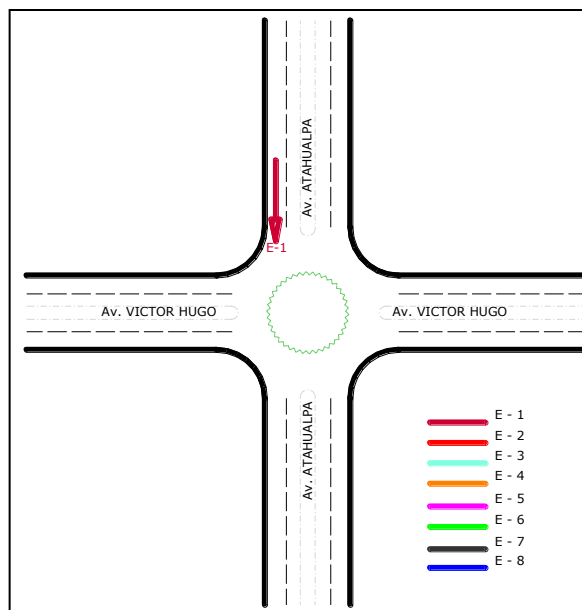 Av. ATAHUALPA
E-1
Av. VICTOR HUGO
Av. VICTOR HUGO
Av. ATAHUALPA
E - 1
E - 2
E - 3
E - 4
E - 5
E - 6
E - 7
E - 8